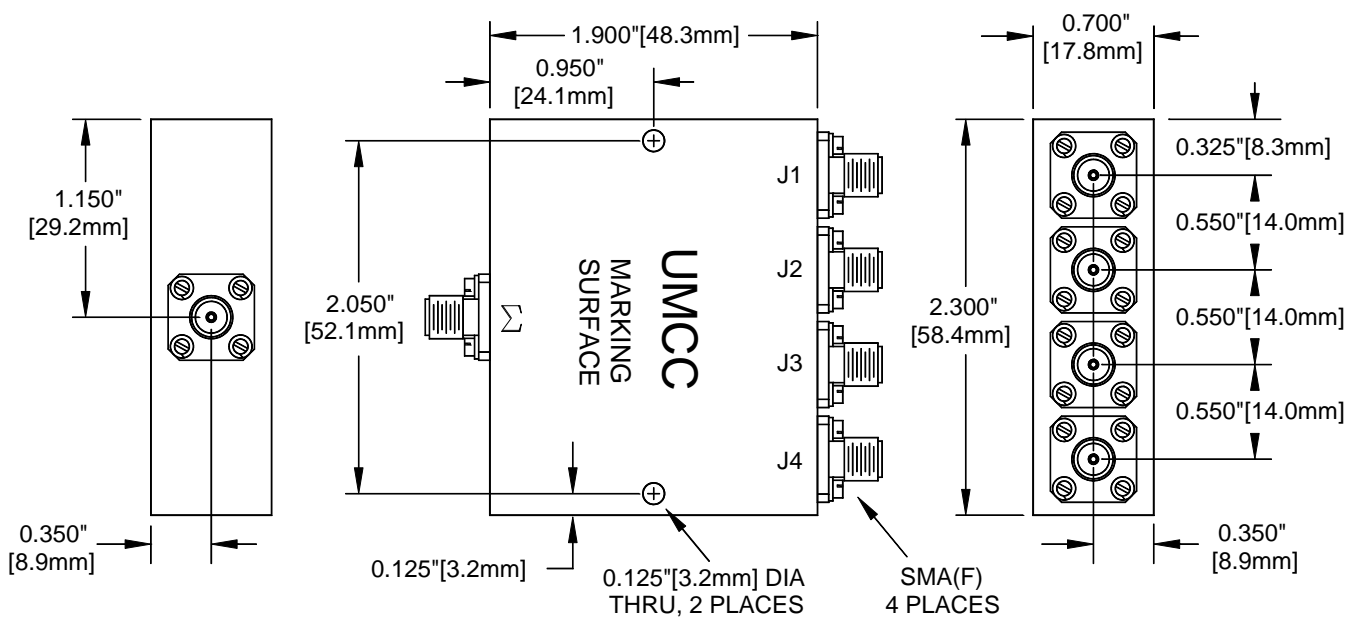 1.900"[48.3mm]
0.950"
[24.1mm]
0.700"
[17.8mm]
0.325"[8.3mm]
1.150"
[29.2mm]
J1
0.550"[14.0mm]
UMCC
MARKING
SURFACE
J2
2.050"
[52.1mm]
Σ
2.300"
[58.4mm]
0.550"[14.0mm]
J3
0.550"[14.0mm]
J4
0.350"
[8.9mm]
0.125"[3.2mm]
0.125"[3.2mm] DIA
THRU, 2 PLACES
SMA(F)
4 PLACES
0.350"
[8.9mm]